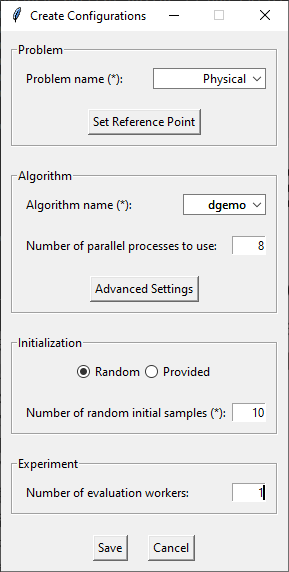 Create Configurations
Problem
Problem name (*): Physical
Set Reference Point
Algorithm
Algorithm name (*): dgemo
Number of parallel processes to use: 8
Advanced Settings
Initialization
Random Provided
Number of random initial samples (*): 10
Experiment
Number of evaluation workers: 1
Save Cancel